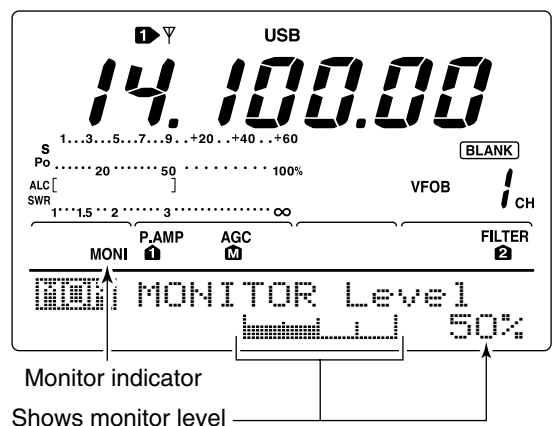 1 USB
14.100.00
S 1...3...5...7...9..+20..+40..+60
BLANK
Po ......20......50.........100%
ALC [ ]
VFOB 1 CH
SWR 1....1.5..2......3............∞
P.AMP AGC FILTER
MONI 1 M 2
MONITOR Level
50%
Monitor indicator
Shows monitor level